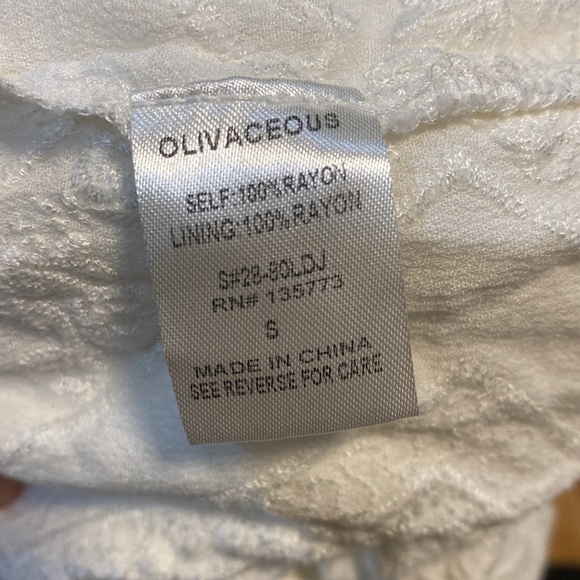 OLIVACEOUS
SELF:100%RAYON
LINING:100%RAYON
S#28-80LDJ
RN# 135773
S
MADE IN CHINA
SEE REVERSE FOR CARE